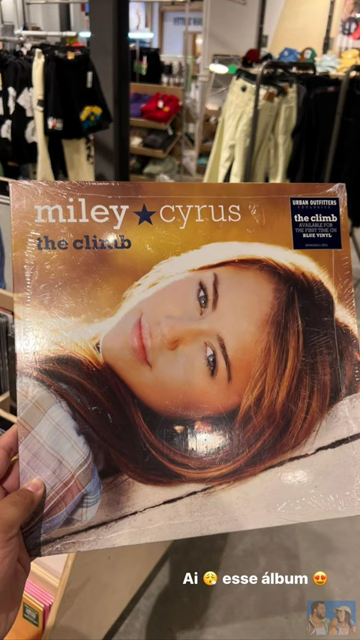 miley★cyrus
the climb
URBAN OUTFITTERS
EXCLUSIVE
the climb
AVAILABLE FOR
THE FIRST TIME ON
BLUE VINYL
Ai 😮‍💨 esse álbum 😍